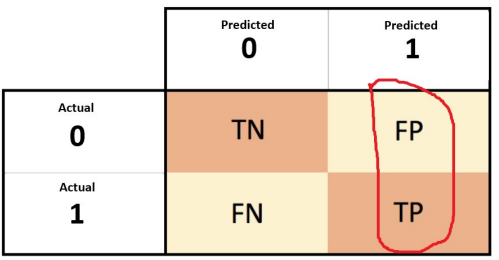 Predicted Predicted
0 1
Actual
0 TN FP
Actual
1 FN TP